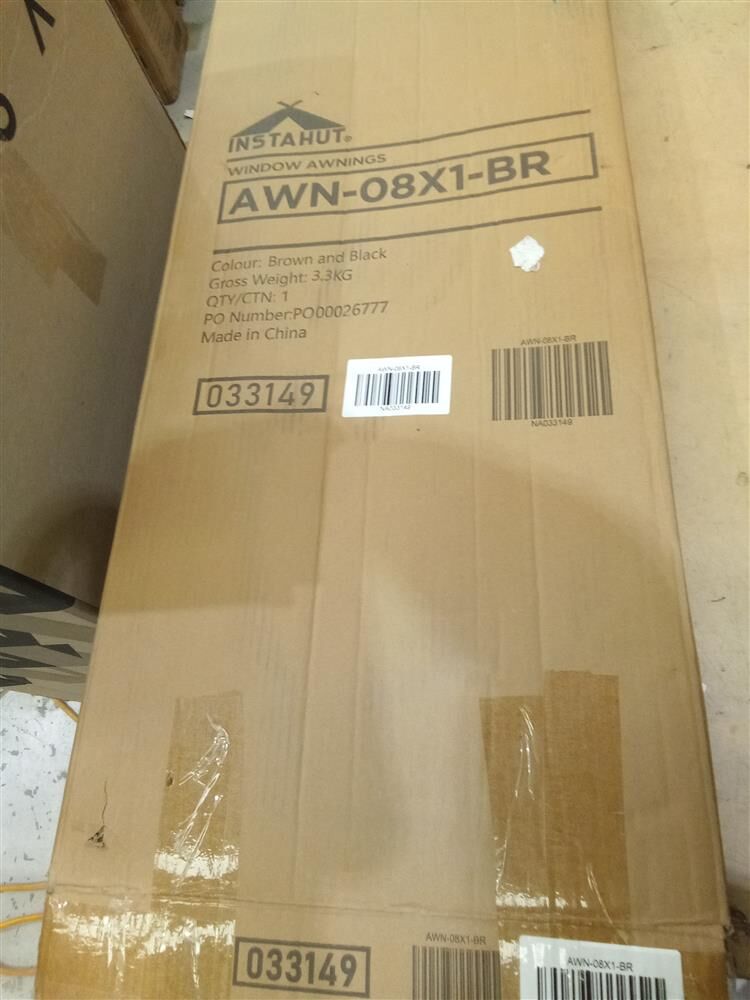 INSTAHUT®
WINDOW AWNINGS
AWN-08X1-BR
Colour: Brown and Black
Gross Weight: 3.3KG
QTY/CTN: 1
PO Number:PO00026777
Made in China
033149
AWN-08X1-BR
NA033149
AWN-08X1-BR
NA033149
033149
AWN-08X1-BR
AWN-08X1-BR